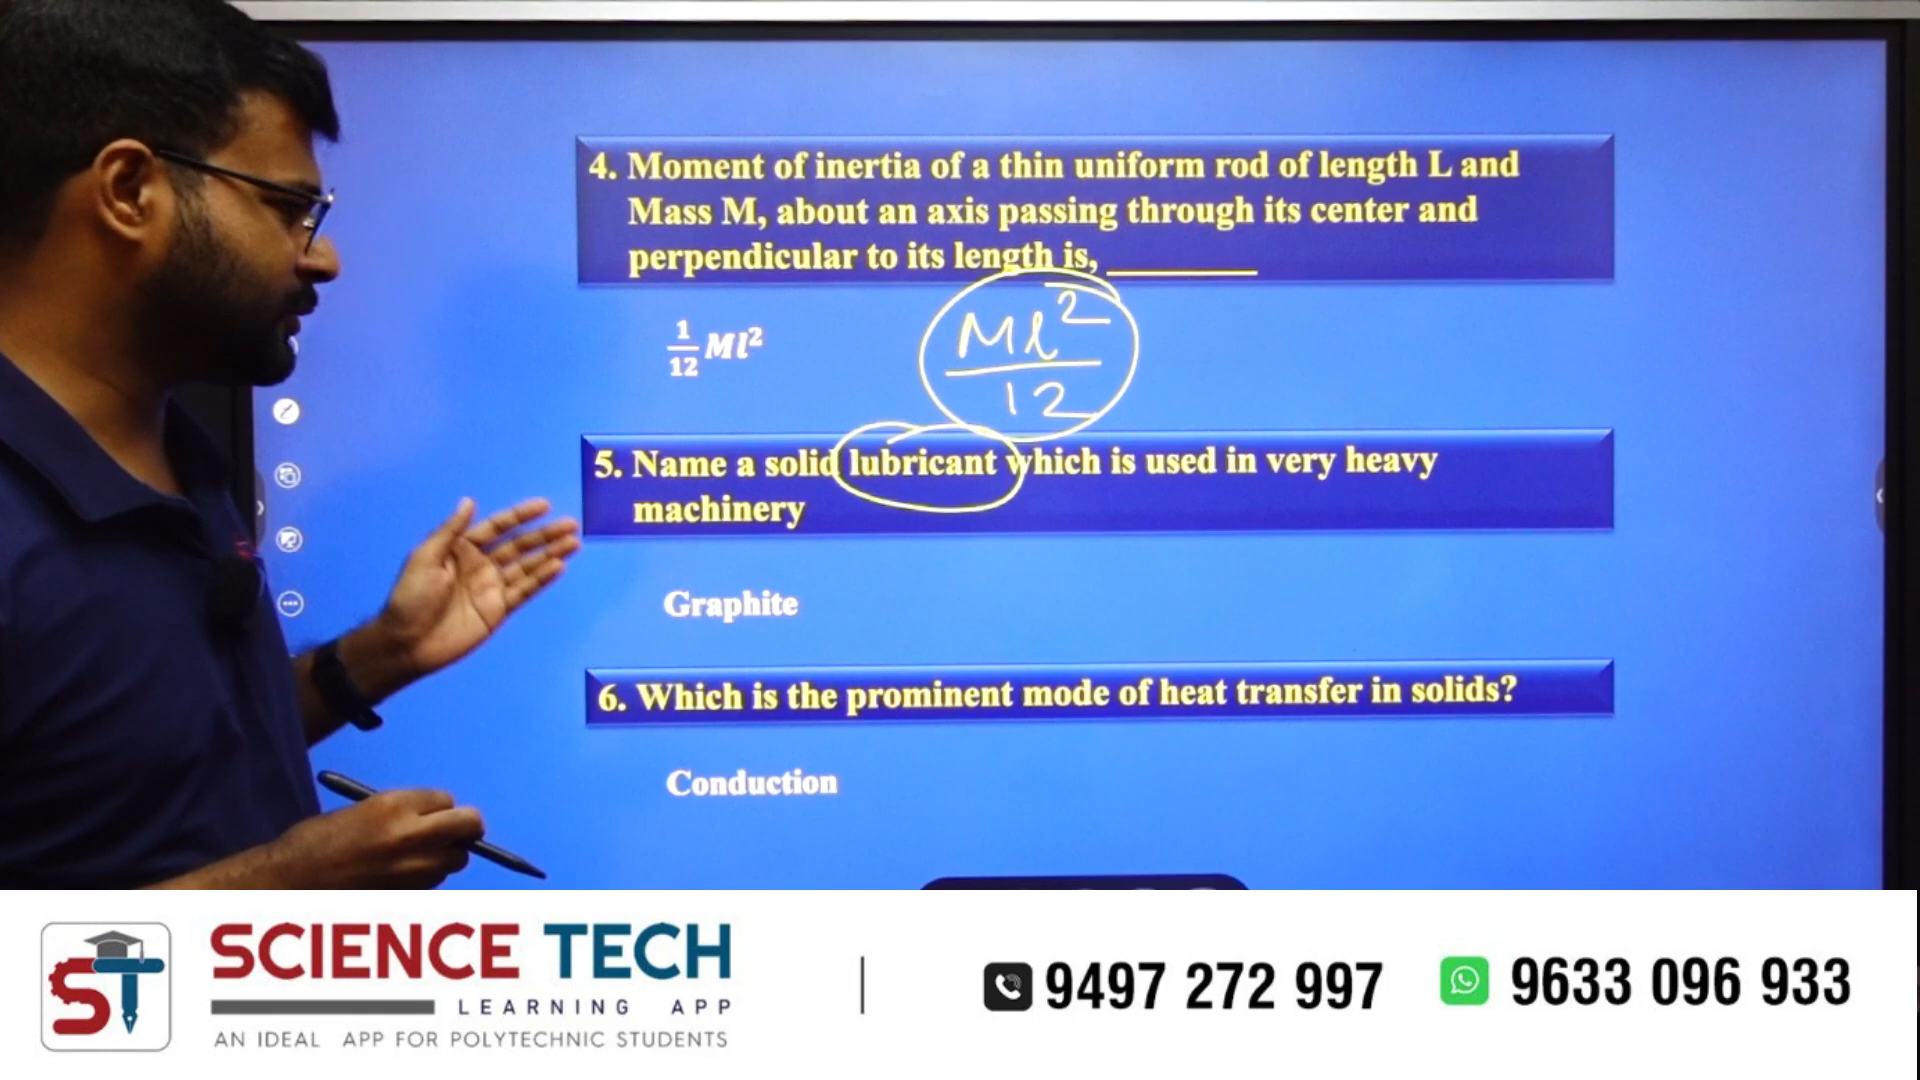 4. Moment of inertia of a thin uniform rod of length L and
Mass M, about an axis passing through its center and
perpendicular to its length is, ________
1/12 Ml²
Ml²/12
5. Name a solid lubricant which is used in very heavy
machinery
Graphite
6. Which is the prominent mode of heat transfer in solids?
Conduction
ST
SCIENCE TECH
LEARNING APP
AN IDEAL APP FOR POLYTECHNIC STUDENTS
9497 272 997
9633 096 933